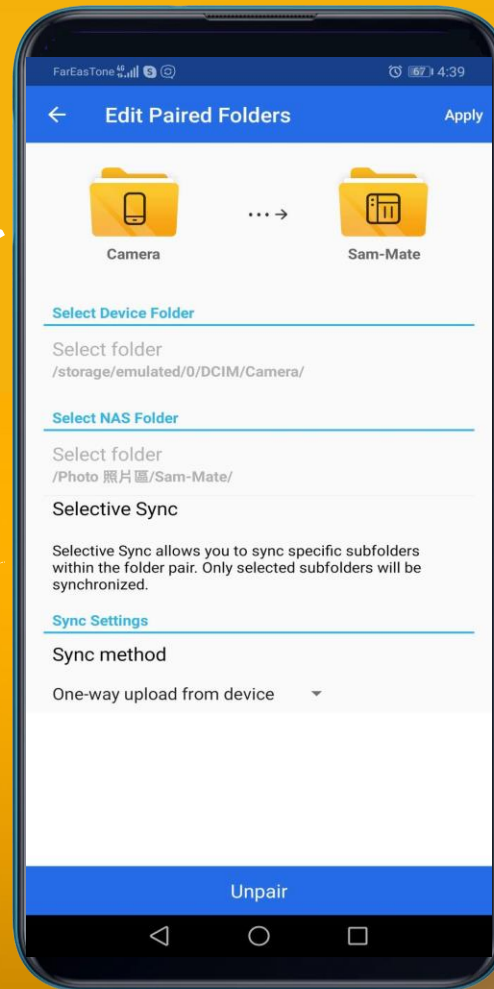 FarEasTone 4G 67 4:39
Edit Paired Folders Apply
Camera Sam-Mate
Select Device Folder
Select folder
/storage/emulated/0/DCIM/Camera/
Select NAS Folder
Select folder
/Photo 照片區/Sam-Mate/
Selective Sync
Selective Sync allows you to sync specific subfolders
within the folder pair. Only selected subfolders will be
synchronized.
Sync Settings
Sync method
One-way upload from device
Unpair